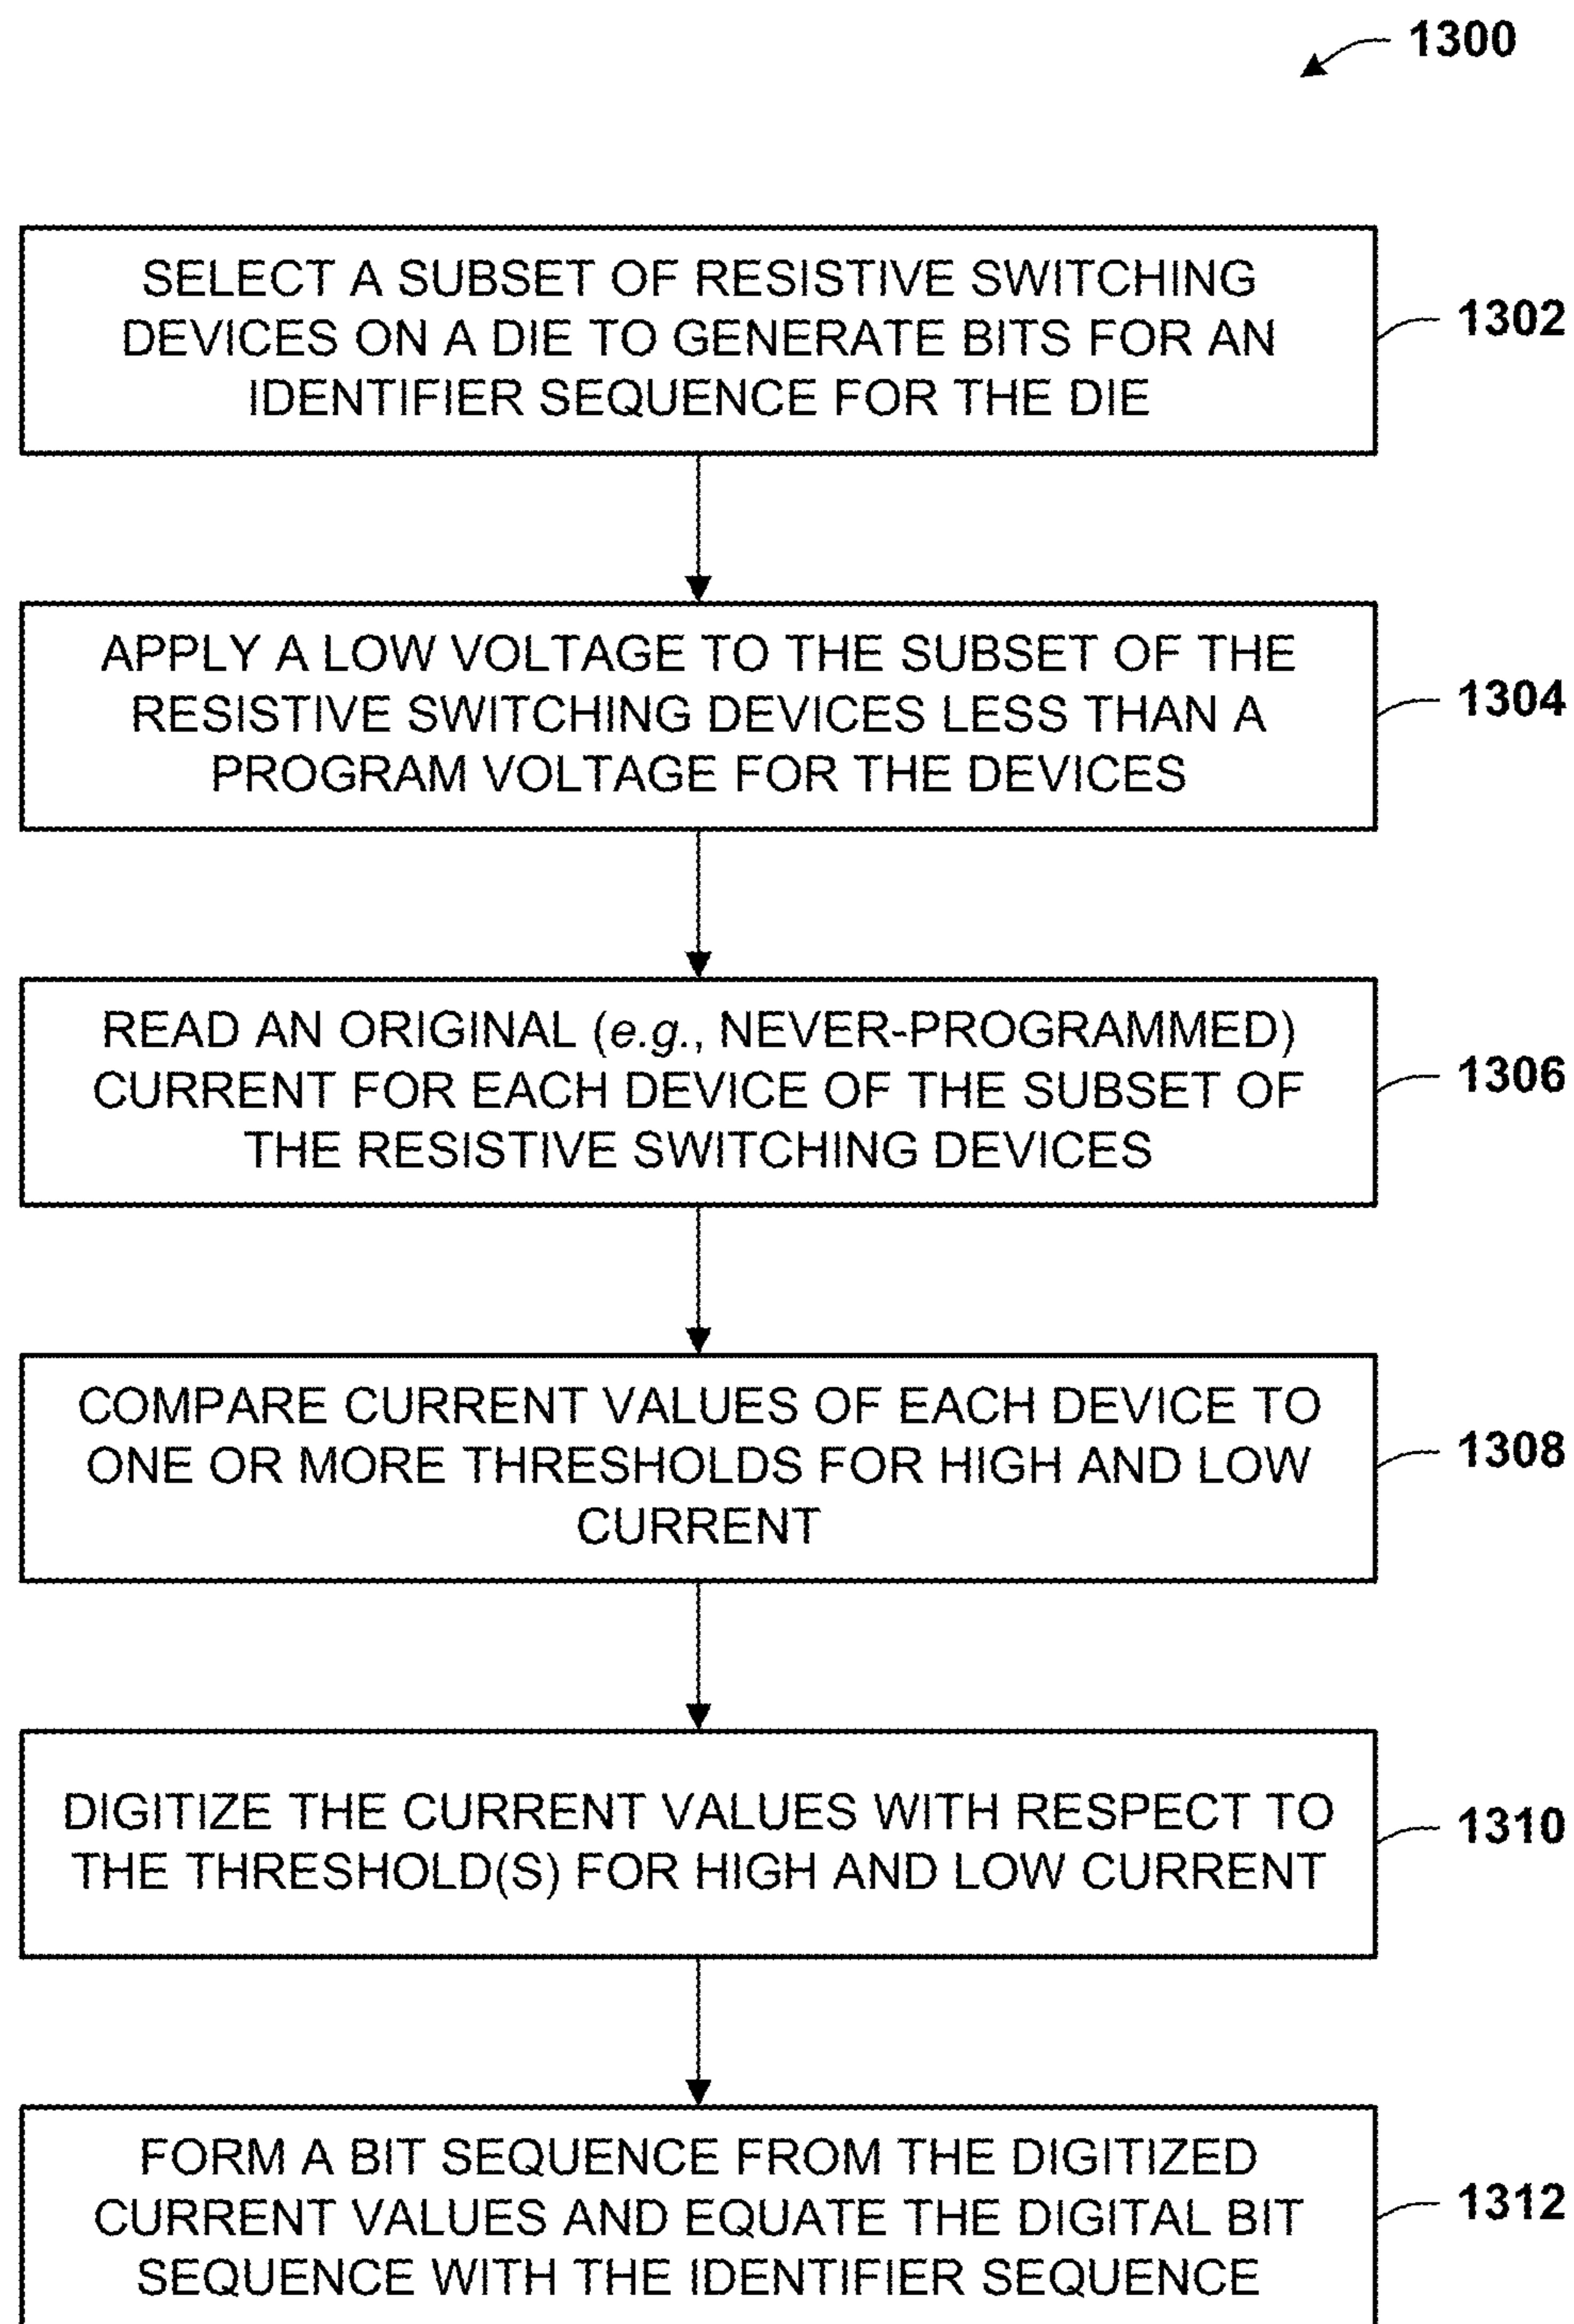 1300
SELECT A SUBSET OF RESISTIVE SWITCHING
DEVICES ON A DIE TO GENERATE BITS FOR AN
IDENTIFIER SEQUENCE FOR THE DIE
1302
APPLY A LOW VOLTAGE TO THE SUBSET OF THE
RESISTIVE SWITCHING DEVICES LESS THAN A
PROGRAM VOLTAGE FOR THE DEVICES
1304
READ AN ORIGINAL (e.g., NEVER-PROGRAMMED)
CURRENT FOR EACH DEVICE OF THE SUBSET OF
THE RESISTIVE SWITCHING DEVICES
1306
COMPARE CURRENT VALUES OF EACH DEVICE TO
ONE OR MORE THRESHOLDS FOR HIGH AND LOW
CURRENT
1308
DIGITIZE THE CURRENT VALUES WITH RESPECT TO
THE THRESHOLD(S) FOR HIGH AND LOW CURRENT
1310
FORM A BIT SEQUENCE FROM THE DIGITIZED
CURRENT VALUES AND EQUATE THE DIGITAL BIT
SEQUENCE WITH THE IDENTIFIER SEQUENCE
1312